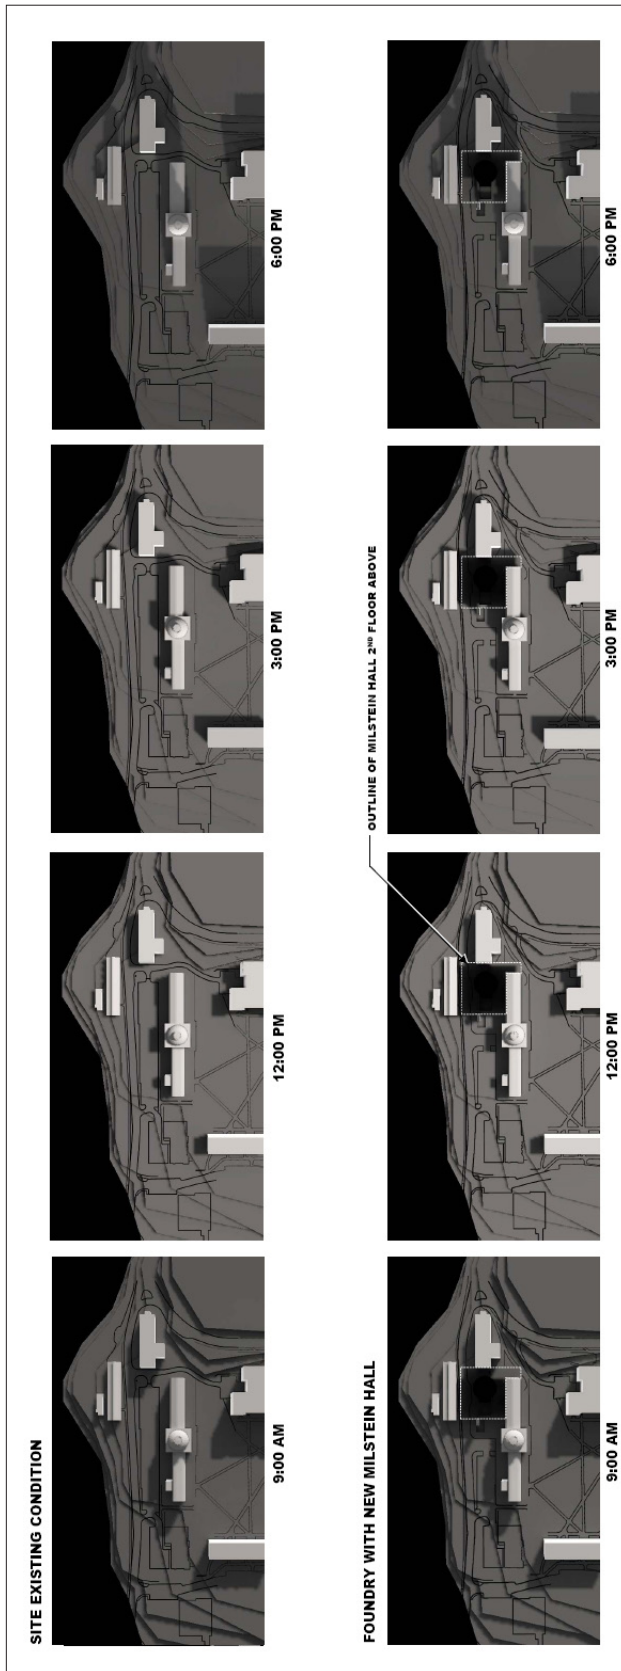 SITE EXISTING CONDITION
9:00 AM
12:00 PM
3:00 PM
6:00 PM
FOUNDRY WITH NEW MILSTEIN HALL
OUTLINE OF MILSTEIN HALL 2ND FLOOR ABOVE
9:00 AM
12:00 PM
3:00 PM
6:00 PM